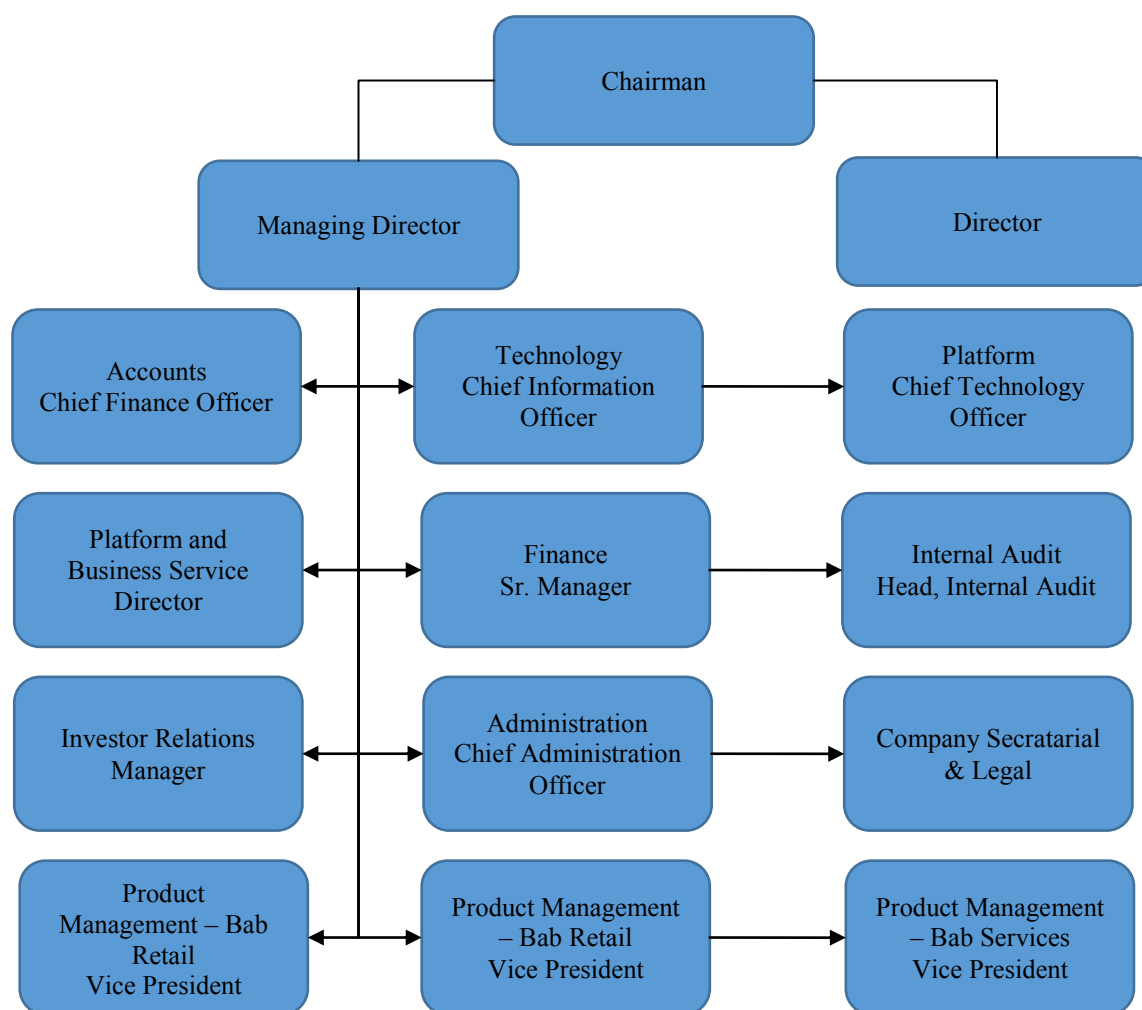 Chairman
Managing Director
Director
Accounts
Chief Finance Officer
Technology
Chief Information
Officer
Platform
Chief Technology
Officer
Platform and
Business Service
Director
Finance
Sr. Manager
Internal Audit
Head, Internal Audit
Investor Relations
Manager
Administration
Chief Administration
Officer
Company Secratarial
& Legal
Product
Management – Bab
Retail
Vice President
Product Management
– Bab Retail
Vice President
Product Management
– Bab Services
Vice President